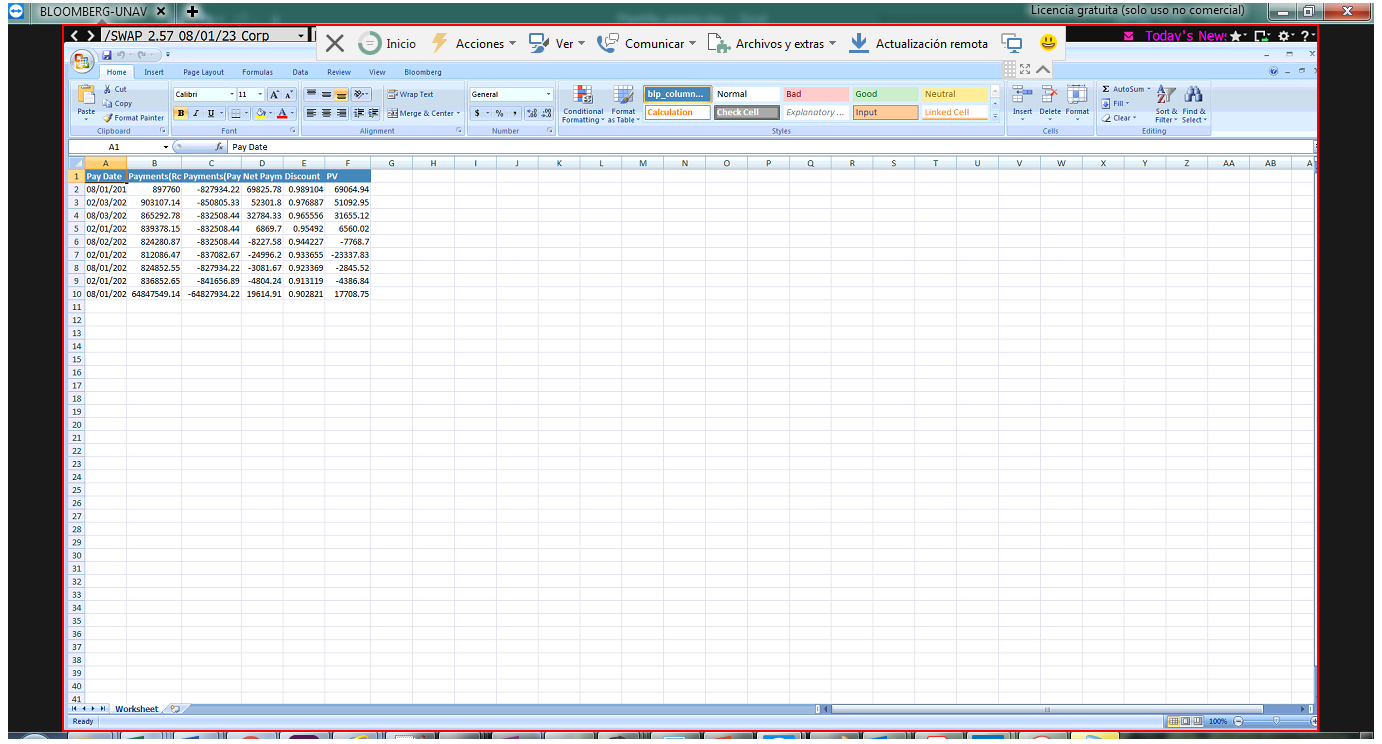 BLOOMBERG-UNAV
Licencia gratuita (solo uso no comercial)
/SWAP 2.57 08/01/23 Corp
Inicio Acciones Ver Comunicar Archivos y extras Actualización remota
Today's News
Home Insert Page Layout Formulas Data Review View Bloomberg
Paste Cut Copy Format Painter
Calibri 11
Wrap Text
Merge & Center
General
Conditional Formatting as Table
Format
blp_column... Normal Bad Good Neutral
Calculation Check Cell Explanatory ... Input Linked Cell
Insert Delete Format
AutoSum Fill Clear
Sort & Filter Find & Select
Clipboard Font Alignment Number Styles Cells Editing
A1 fx Pay Date
A B C D E F G H I J K L M N O P Q R S T U V W X Y Z AA AB A
1 Pay Date Payments(Rc Payments(Pay Net Paym Discount PV
2 08/01/201 897760 -827934.22 69825.78 0.989104 69064.94
3 02/03/202 903107.14 -850805.33 52301.8 0.976887 51092.95
4 08/03/202 865292.78 -832508.44 32784.33 0.965556 31655.12
5 02/01/202 839378.15 -832508.44 6869.7 0.95492 6560.02
6 08/02/202 824280.87 -832508.44 -8227.58 0.944227 -7768.7
7 02/01/202 812086.47 -837082.67 -24996.2 0.933655 -23337.83
8 08/01/202 824852.55 -827934.22 -3081.67 0.923369 -2845.52
9 02/01/202 836852.65 -841656.89 -4804.24 0.913119 -4386.84
10 08/01/202 64847549.14 -64827934.22 19614.91 0.902821 17708.75
11
12
13
14
15
16
17
18
19
20
21
22
23
24
25
26
27
28
29
30
31
32
33
34
35
36
37
38
39
40
41
Worksheet
Ready
100%